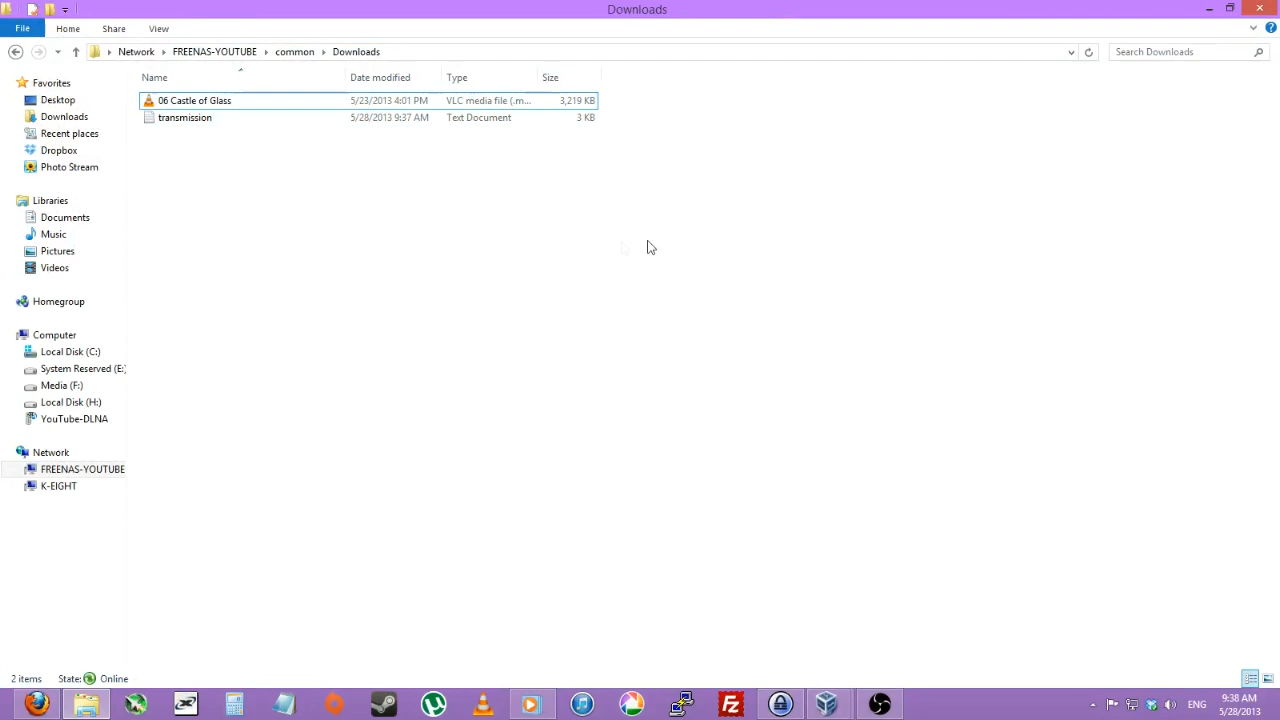 Downloads
File Home Share View
Network FREENAS-YOUTUBE common Downloads Search Downloads
Name Date modified Type Size
06 Castle of Glass 5/23/2013 4:01 PM VLC media file (.m... 3,219 KB
transmission 5/28/2013 9:37 AM Text Document 3 KB
Favorites
Desktop
Downloads
Recent places
Dropbox
Photo Stream
Libraries
Documents
Music
Pictures
Videos
Homegroup
Computer
Local Disk (C:)
System Reserved (E:)
Media (F:)
Local Disk (H:)
YouTube-DLNA
Network
FREENAS-YOUTUBE
K-EIGHT
2 items State: Online
ENG 9:38 AM
5/28/2013